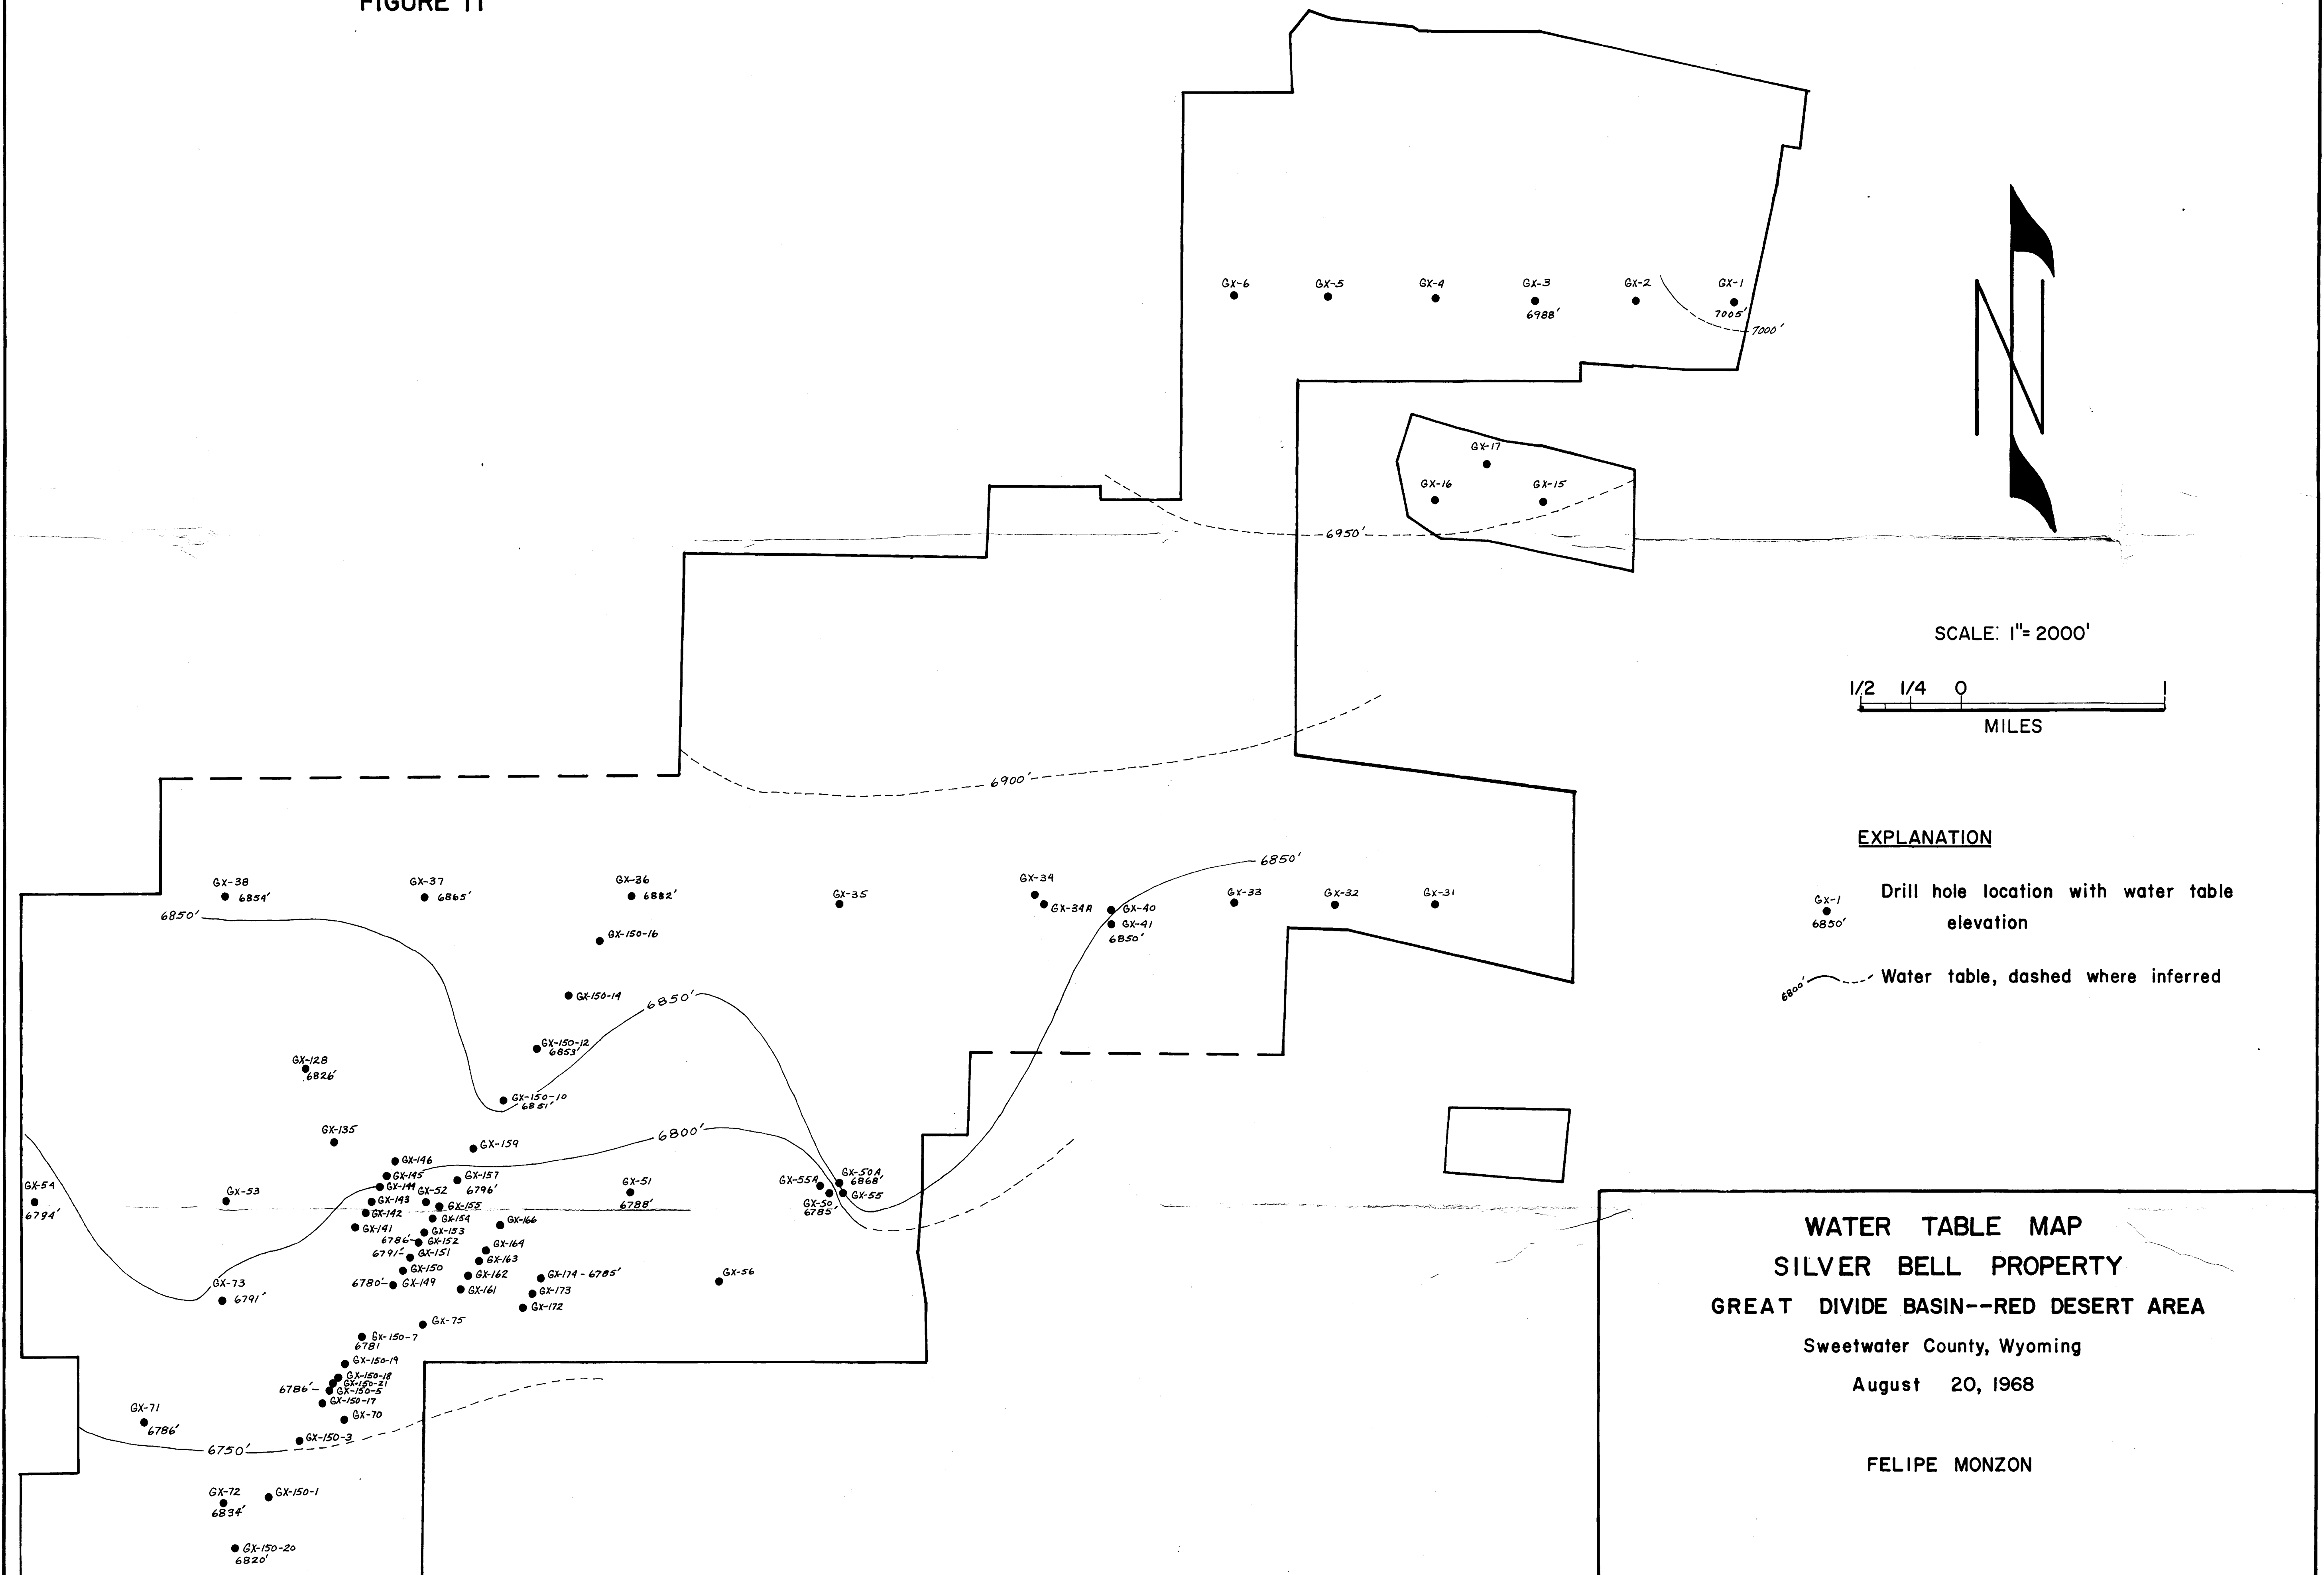 FIGURE 11
GX-6
GX-5
GX-4
GX-3
6988'
GX-2
GX-1
7005'
7000'
GX-17
GX-16
GX-15
6950'
N
SCALE: 1"= 2000'
1/2 1/4 0 1
MILES
6900'
EXPLANATION
GX-1
6850'
Drill hole location with water table
elevation
6800'
Water table, dashed where inferred
GX-38
6854'
GX-37
6865'
GX-36
6882'
GX-35
GX-34
GX-34A
GX-40
GX-41
6850'
6850'
GX-33
GX-32
GX-31
6850'
GX-150-16
GX-150-14
6850'
GX-150-12
6853'
GX-128
6826'
GX-150-10
6851'
GX-135
GX-159
6800'
GX-146
GX-145
GX-144
GX-157
6796'
GX-54
6794'
GX-53
GX-143
GX-52
GX-155
GX-142
GX-154
GX-141
GX-153
GX-166
6786'
GX-152
6791'
GX-151
GX-164
GX-163
GX-150
GX-162
6780'
GX-149
GX-161
GX-174 - 6785'
GX-173
GX-172
GX-51
6788'
GX-55A
GX-50A
6868'
GX-50
6785'
GX-55
GX-56
GX-73
6791'
GX-75
GX-150-7
6781
GX-150-19
GX-150-18
GX-150-21
6786'
GX-150-5
GX-150-17
GX-70
GX-71
6786'
GX-150-3
6750'
GX-72
6834'
GX-150-1
GX-150-20
6820'
WATER TABLE MAP
SILVER BELL PROPERTY
GREAT DIVIDE BASIN--RED DESERT AREA
Sweetwater County, Wyoming
August 20, 1968
FELIPE MONZON